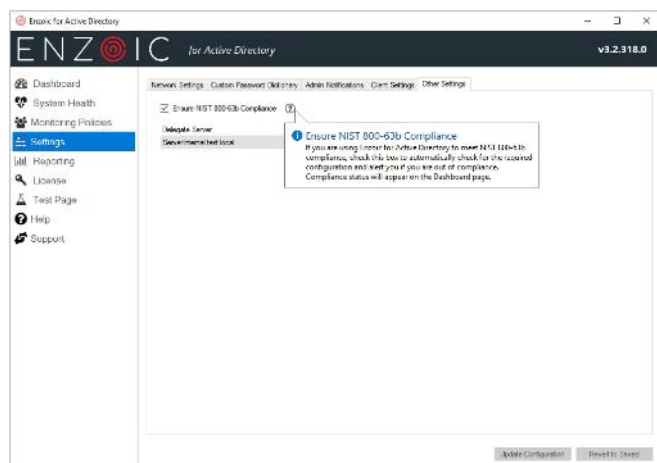 Enzoic for Active Directory
ENZOIC for Active Directory
v3.2.318.0
Dashboard
System Health
Monitoring Policies
Settings
Reporting
License
Test Page
Help
Support
Network Settings Custom Password Dictionary Admin Notifications Client Settings Other Settings
Ensure NIST 800-63b Compliance
Delegate Server
Ensure NIST 800-63b Compliance
If you are using Enzoic for Active Directory to meet NIST 800-63b
compliance, check this box to automatically check for the required
configuration and alert you if you are out of compliance.
Compliance status will appear on the Dashboard page.
Update Configuration Revert to Saved